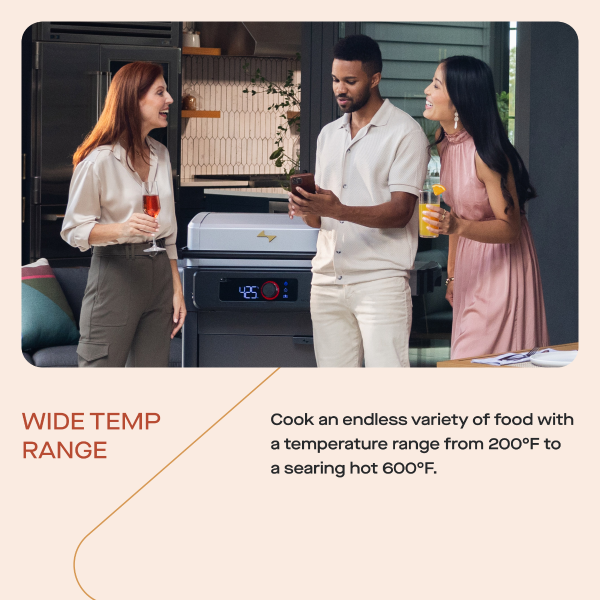 425
WIDE TEMP
RANGE
Cook an endless variety of food with
a temperature range from 200°F to
a searing hot 600°F.